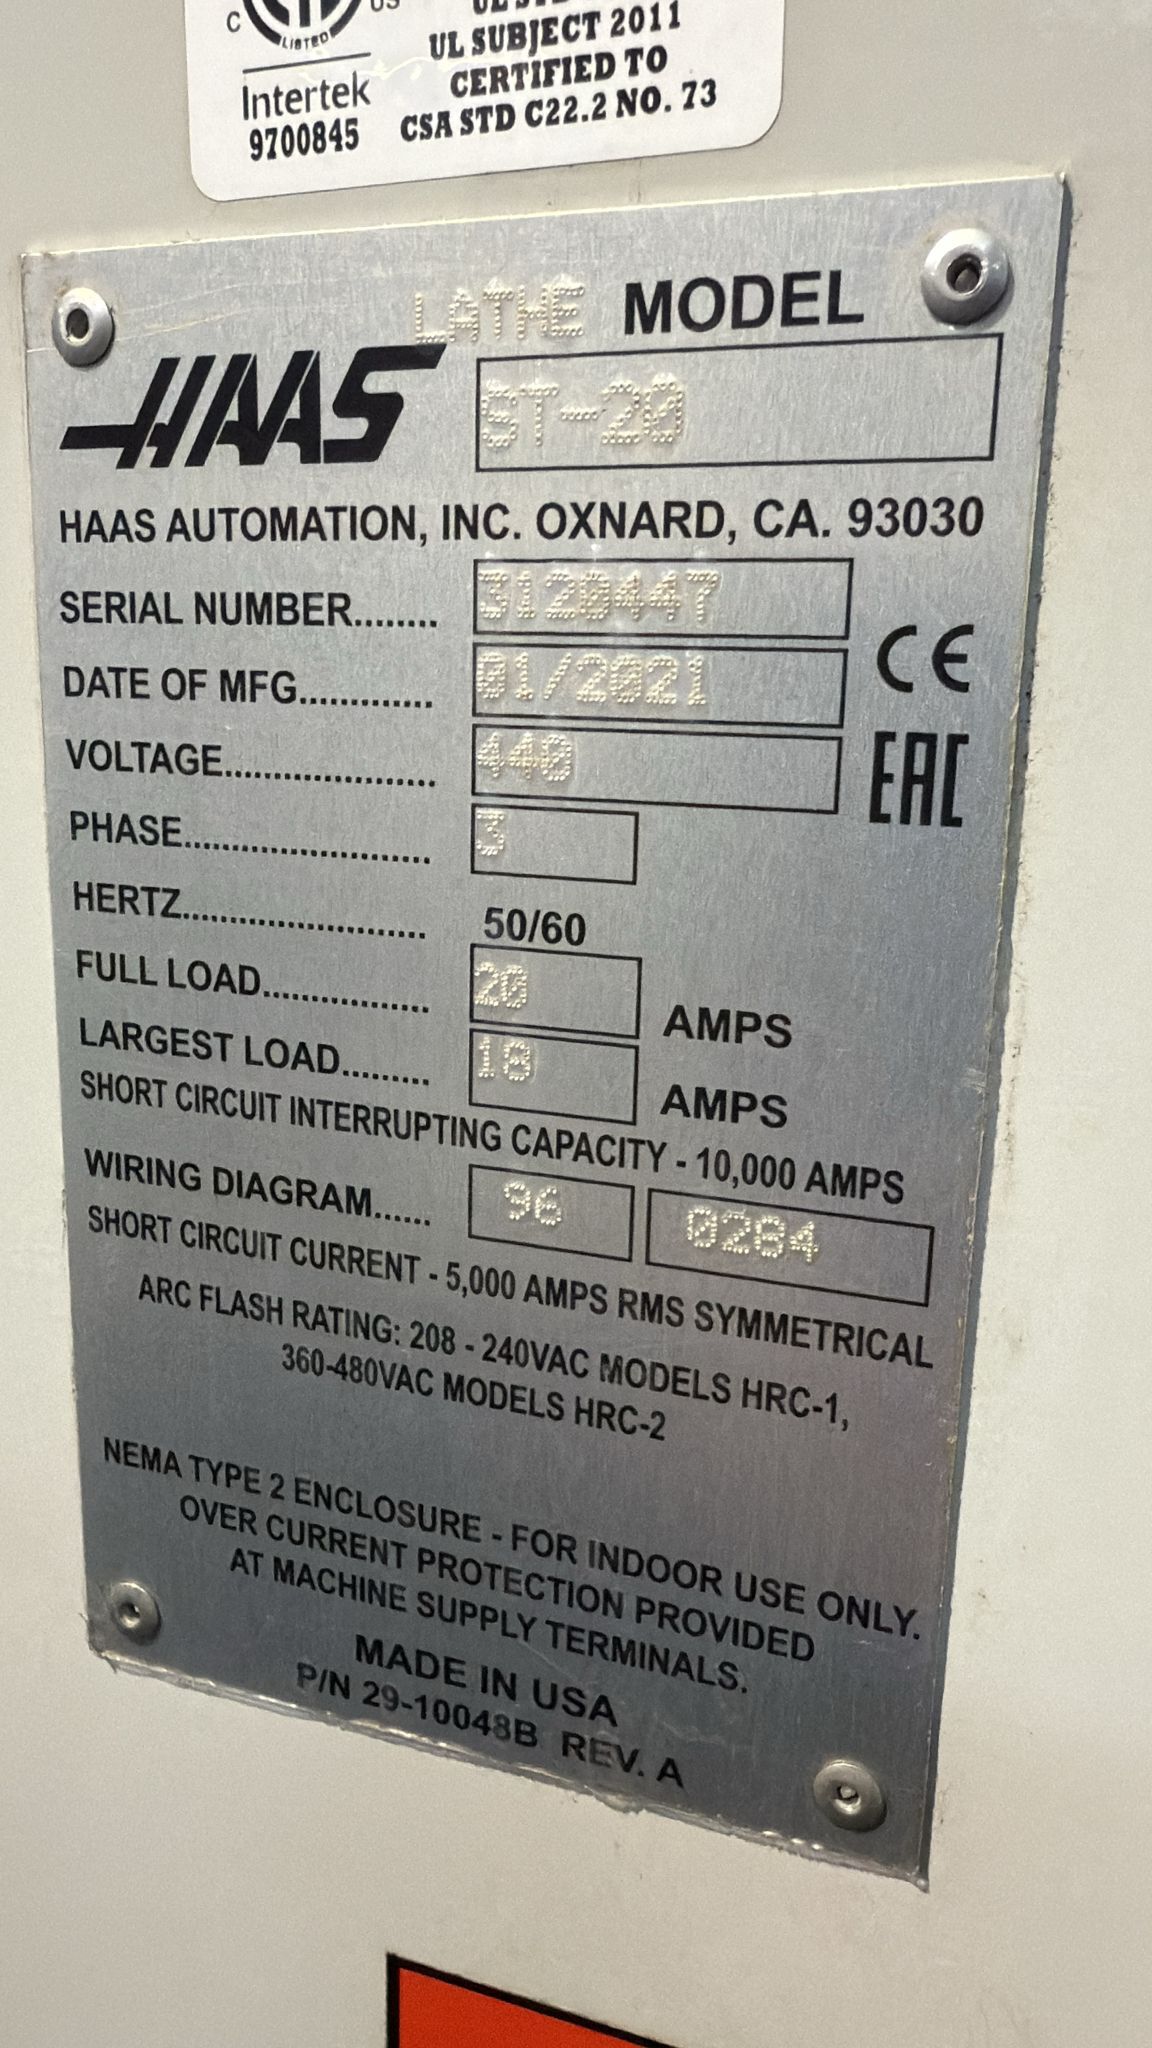 C US
LISTED
Intertek
9700845
UL SUBJECT 2011
CERTIFIED TO
CSA STD C22.2 NO. 73
LATHE MODEL
HAAS ST-20
HAAS AUTOMATION, INC. OXNARD, CA. 93030
SERIAL NUMBER........ 3120447
DATE OF MFG............. 01/2021
CE
VOLTAGE...................... 440
EAC
PHASE.......................... 3
HERTZ.......................... 50/60
FULL LOAD.................. 20 AMPS
LARGEST LOAD......... 18 AMPS
SHORT CIRCUIT INTERRUPTING CAPACITY - 10,000 AMPS
WIRING DIAGRAM...... 96 0284
SHORT CIRCUIT CURRENT - 5,000 AMPS RMS SYMMETRICAL
ARC FLASH RATING: 208 - 240VAC MODELS HRC-1,
360-480VAC MODELS HRC-2
NEMA TYPE 2 ENCLOSURE - FOR INDOOR USE ONLY.
OVER CURRENT PROTECTION PROVIDED
AT MACHINE SUPPLY TERMINALS.
MADE IN USA
P/N 29-10048B REV. A